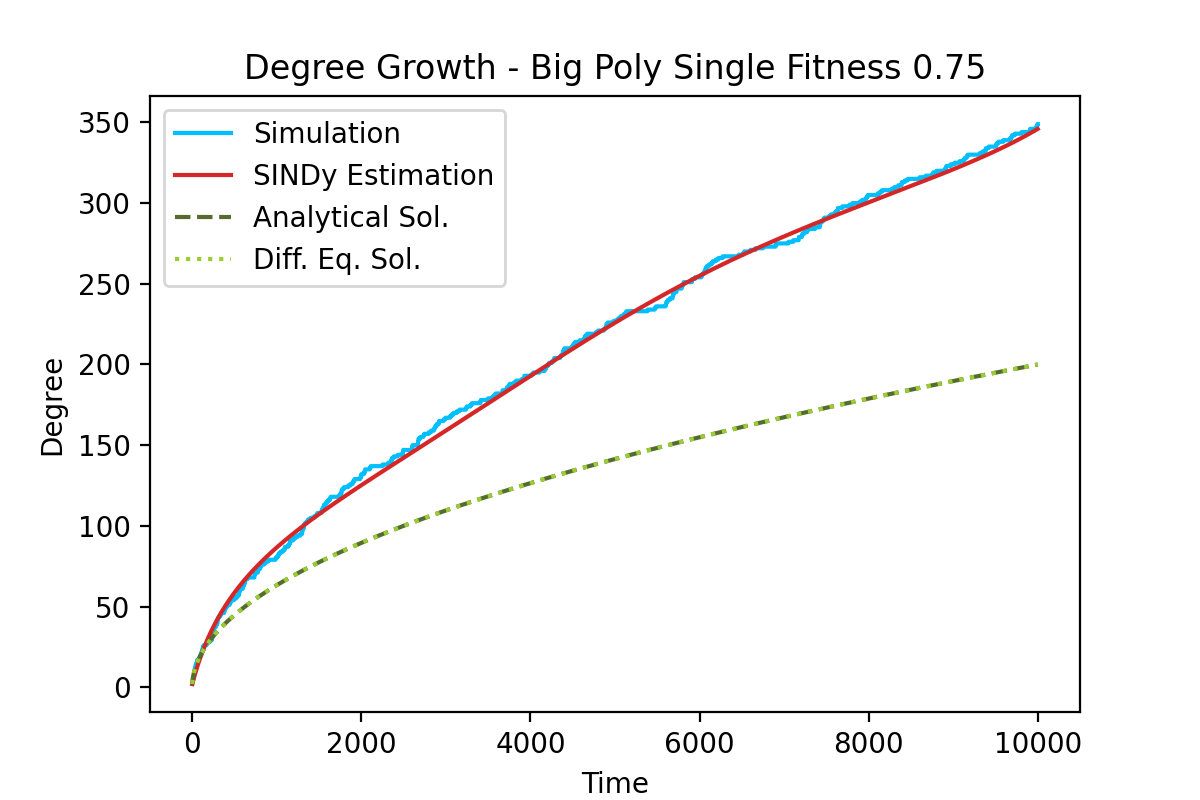 Degree Growth - Big Poly Single Fitness 0.75
Simulation
SINDy Estimation
Analytical Sol.
Diff. Eq. Sol.
350
300
250
200
150
100
50
0
Degree
0 2000 4000 6000 8000 10000
Time